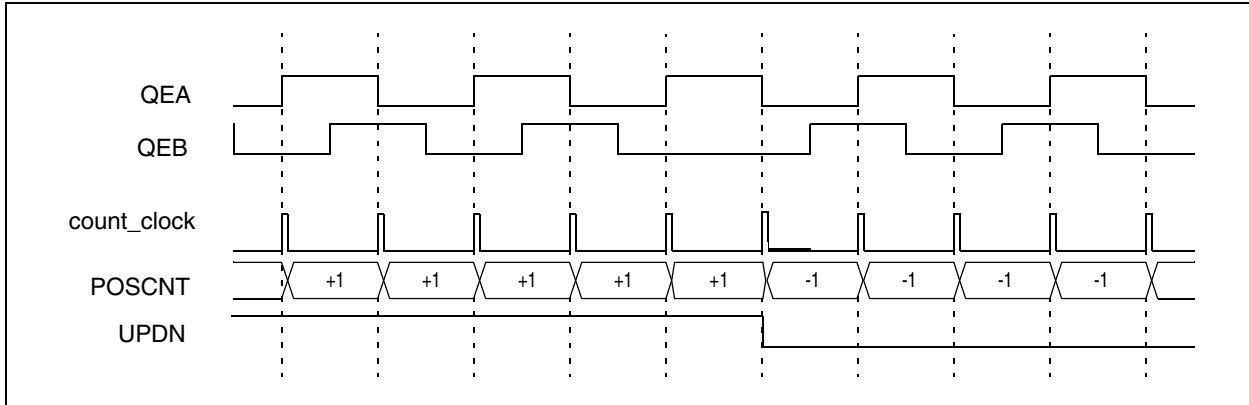 QEA
QEB
count_clock
POSCNT +1 +1 +1 +1 +1 -1 -1 -1 -1
UPDN